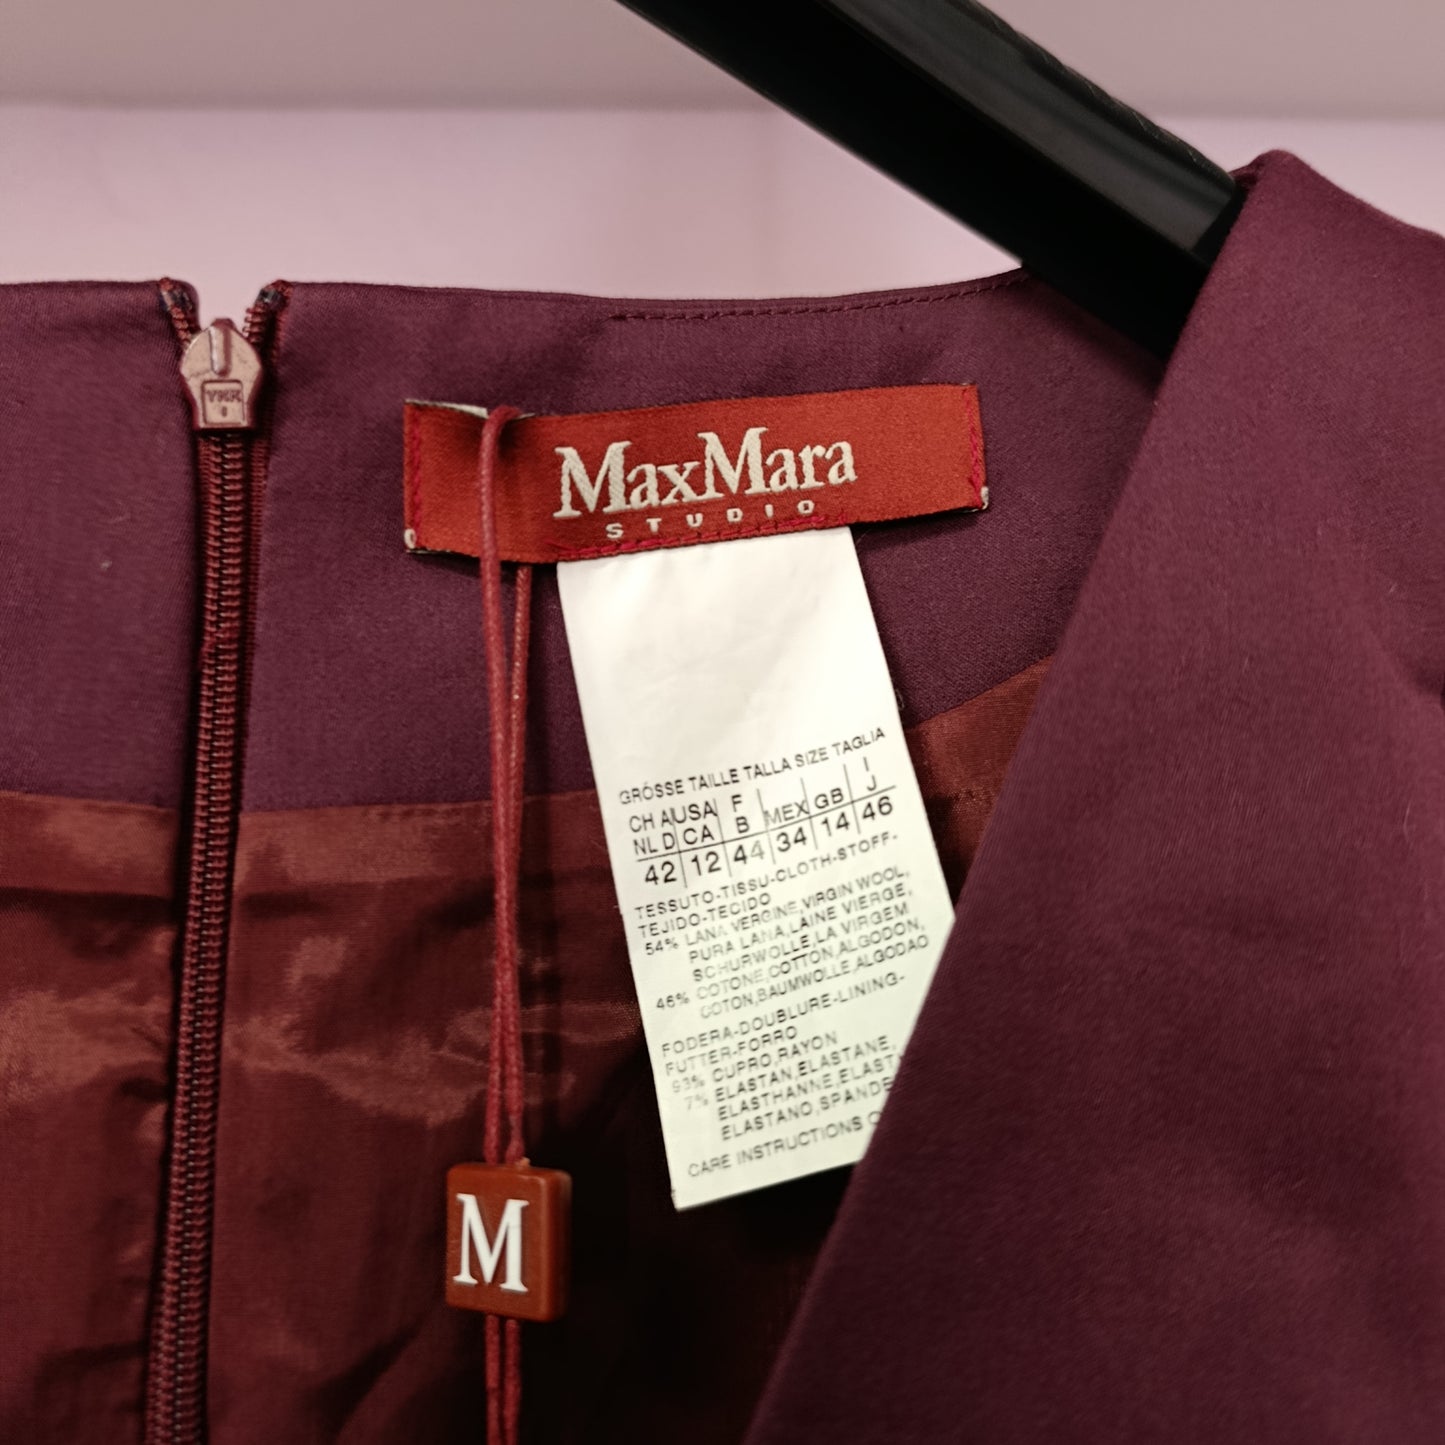 YKK
MaxMara
STUDIO
GRÖSSE TAILLE TALLA SIZE TAGLIA
CH A USA F MEX GB I
NL D CA B J
42 12 44 34 14 46
TESSUTO-TISSU-CLOTH-STOFF-
TEJIDO-TECIDO
54% LANA VERGINE,VIRGIN WOOL,
PURA LANA,LAINE VIERGE,
SCHURWOLLE,LA VIRGEM
46% COTONE,COTTON,ALGODON,
COTON,BAUMWOLLE,ALGODAO
FODERA-DOUBLURE-LINING-
FUTTER-FORRO
93% CUPRO,RAYON
7% ELASTAN,ELASTANE,
ELASTHANNE,ELAST
ELASTANO,SPANDE
CARE INSTRUCTIONS
M